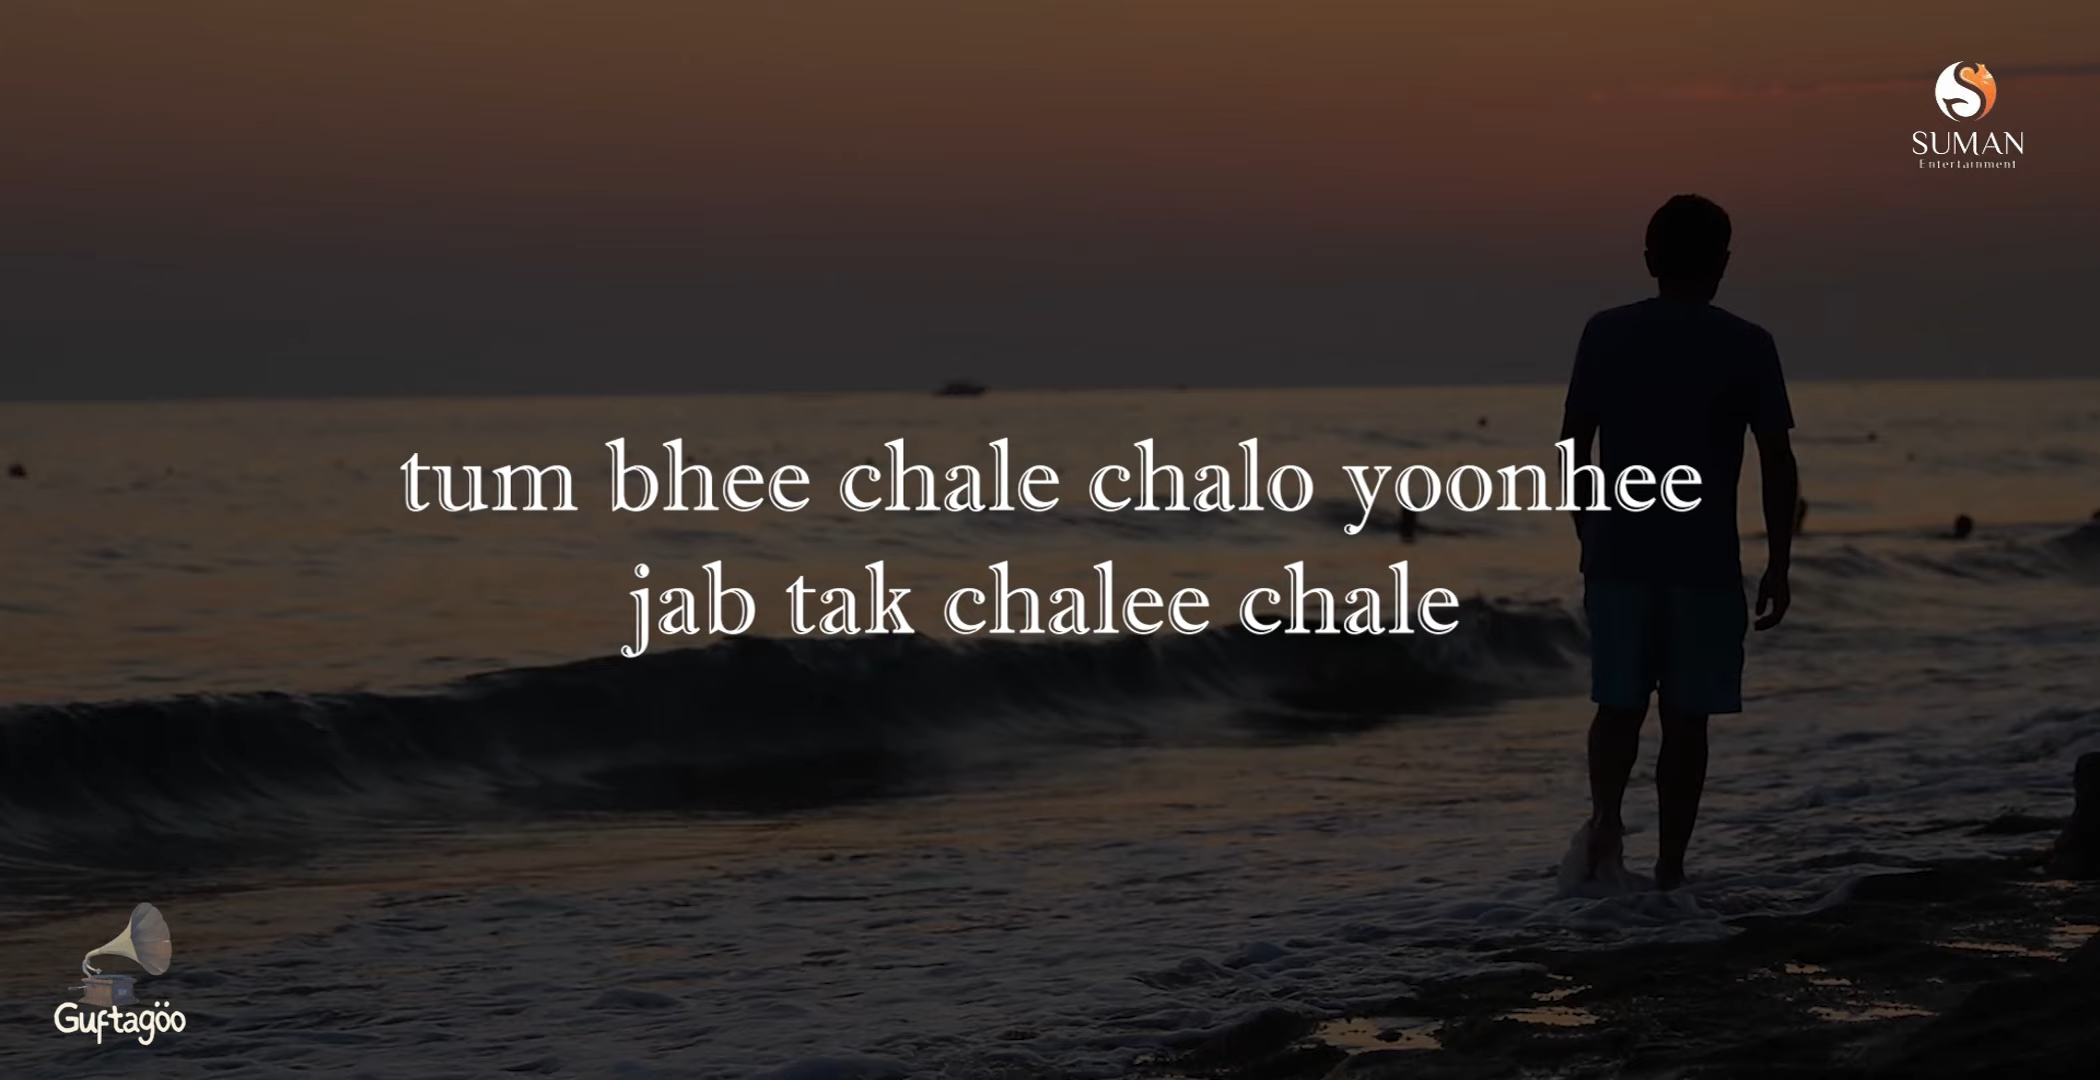 SUMAN
Entertainment
tum bhee chale chalo yoonhee
jab tak chalee chale
Guftagöo